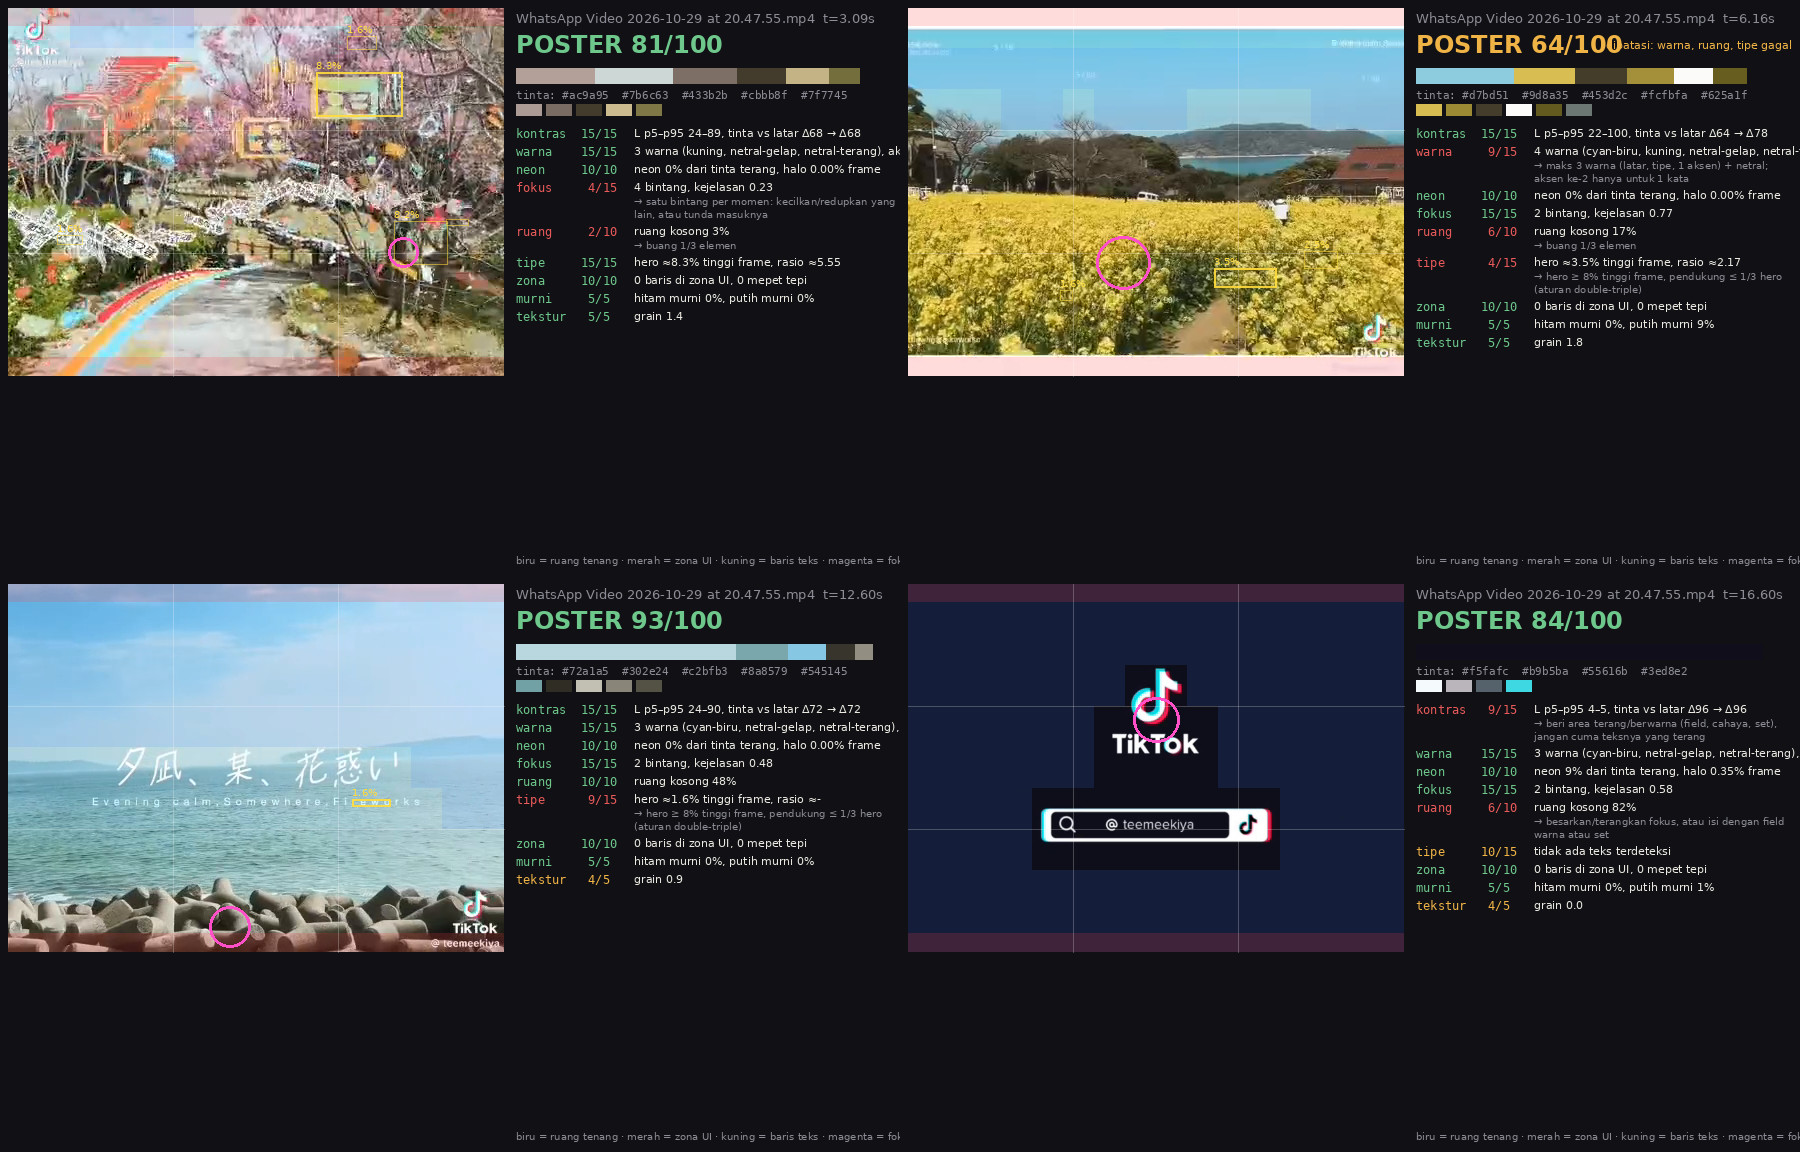 TikTok
8.3%
WhatsApp Video 2026-10-29 at 20.47.55.mp4 t=3.09s
POSTER 81/100
tinta: #ac9a95 #7b6c63 #433b2b #cbbb8f #7f7745
kontras 15/15 L p5–p95 24–89, tinta vs latar Δ68 → Δ68
warna 15/15 3 warna (kuning, netral-gelap, netral-terang), ak
neon 10/10 neon 0% dari tinta terang, halo 0.00% frame
fokus 4/15 4 bintang, kejelasan 0.23
→ satu bintang per momen: kecilkan/redupkan yang
lain, atau tunda masuknya
ruang 2/10 ruang kosong 3%
→ buang 1/3 elemen
tipe 15/15 hero ≈8.3% tinggi frame, rasio ≈5.55
zona 10/10 0 baris di zona UI, 0 mepet tepi
murni 5/5 hitam murni 0%, putih murni 0%
tekstur 5/5 grain 1.4
biru = ruang tenang · merah = zona UI · kuning = baris teks · magenta = fok
TikTok
WhatsApp Video 2026-10-29 at 20.47.55.mp4 t=6.16s
POSTER 64/100 atasi: warna, ruang, tipe gagal
tinta: #d7bd51 #9d8a35 #453d2c #fcfbfa #625a1f
kontras 15/15 L p5–p95 22–100, tinta vs latar Δ64 → Δ78
warna 9/15 4 warna (cyan-biru, kuning, netral-gelap, netral-
→ maks 3 warna (latar, tipe, 1 aksen) + netral;
aksen ke-2 hanya untuk 1 kata
neon 10/10 neon 0% dari tinta terang, halo 0.00% frame
fokus 15/15 2 bintang, kejelasan 0.77
ruang 6/10 ruang kosong 17%
→ buang 1/3 elemen
tipe 4/15 hero ≈3.5% tinggi frame, rasio ≈2.17
→ hero ≥ 8% tinggi frame, pendukung ≤ 1/3 hero
(aturan double-triple)
zona 10/10 0 baris di zona UI, 0 mepet tepi
murni 5/5 hitam murni 0%, putih murni 9%
tekstur 5/5 grain 1.8
biru = ruang tenang · merah = zona UI · kuning = baris teks · magenta = fok
夕凪、某、花惑い
Evening calm,Somewhere,Fireworks
1.6%
TikTok
@ teemeekiya
WhatsApp Video 2026-10-29 at 20.47.55.mp4 t=12.60s
POSTER 93/100
tinta: #72a1a5 #302e24 #c2bfb3 #8a8579 #545145
kontras 15/15 L p5–p95 24–90, tinta vs latar Δ72 → Δ72
warna 15/15 3 warna (cyan-biru, netral-gelap, netral-terang),
neon 10/10 neon 0% dari tinta terang, halo 0.00% frame
fokus 15/15 2 bintang, kejelasan 0.48
ruang 10/10 ruang kosong 48%
tipe 9/15 hero ≈1.6% tinggi frame, rasio ≈-
→ hero ≥ 8% tinggi frame, pendukung ≤ 1/3 hero
(aturan double-triple)
zona 10/10 0 baris di zona UI, 0 mepet tepi
murni 5/5 hitam murni 0%, putih murni 0%
tekstur 4/5 grain 0.9
biru = ruang tenang · merah = zona UI · kuning = baris teks · magenta = fok
TikTok
@ teemeekiya
WhatsApp Video 2026-10-29 at 20.47.55.mp4 t=16.60s
POSTER 84/100
tinta: #f5fafc #b9b5ba #55616b #3ed8e2
kontras 9/15 L p5–p95 4–5, tinta vs latar Δ96 → Δ96
→ beri area terang/berwarna (field, cahaya, set),
jangan cuma teksnya yang terang
warna 15/15 3 warna (cyan-biru, netral-gelap, netral-terang),
neon 10/10 neon 9% dari tinta terang, halo 0.35% frame
fokus 15/15 2 bintang, kejelasan 0.58
ruang 6/10 ruang kosong 82%
→ besarkan/terangkan fokus, atau isi dengan field
warna atau set
tipe 10/15 tidak ada teks terdeteksi
zona 10/10 0 baris di zona UI, 0 mepet tepi
murni 5/5 hitam murni 0%, putih murni 1%
tekstur 4/5 grain 0.0
biru = ruang tenang · merah = zona UI · kuning = baris teks · magenta = fok